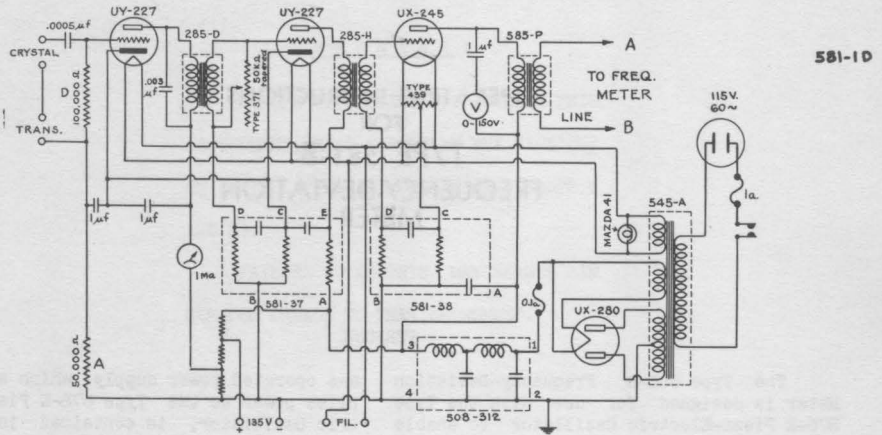 UY-227
UY-227
UX-245
.0005 µf
285-D
285-H
1 µf
585-P
A
581-1D
CRYSTAL
TO FREQ.
METER
D
100,000 Ω
.003
µf
TYPE 371
TYPE
439
V
0-150V
115V.
60~
TRANS.
LINE
B
1a.
545-A
1 µf
1 µf
D
C
E
D
C
MAZDA 41
1 ma
0.1a
B
A
B
A
UX-280
581-37
581-38
50,000 Ω
A
3
1
4
2
+ 135V O
O FIL. O
508-312